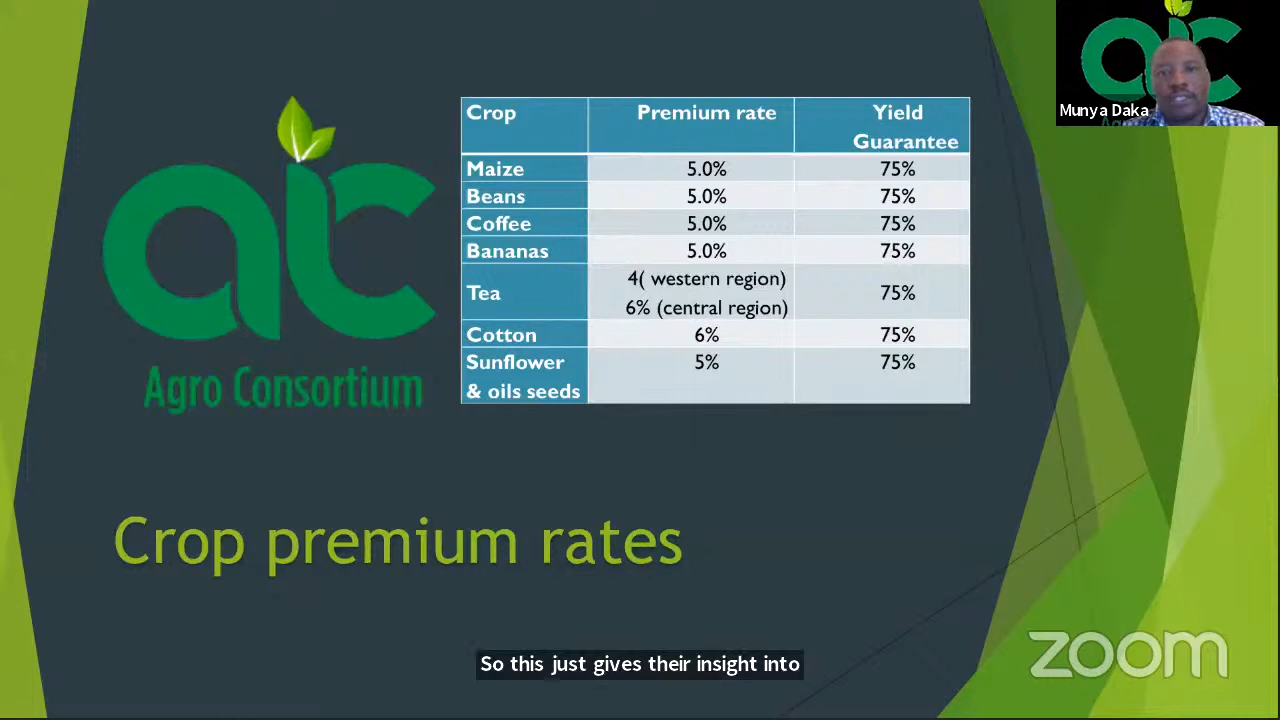 aic
Agro Consortium
Crop Premium rate Yield
Guarantee
Maize 5.0% 75%
Beans 5.0% 75%
Coffee 5.0% 75%
Bananas 5.0% 75%
Tea 4( western region) 75%
6% (central region)
Cotton 6% 75%
Sunflower 5% 75%
& oils seeds
Crop premium rates
aic
Munya Daka
So this just gives their insight into
zoom